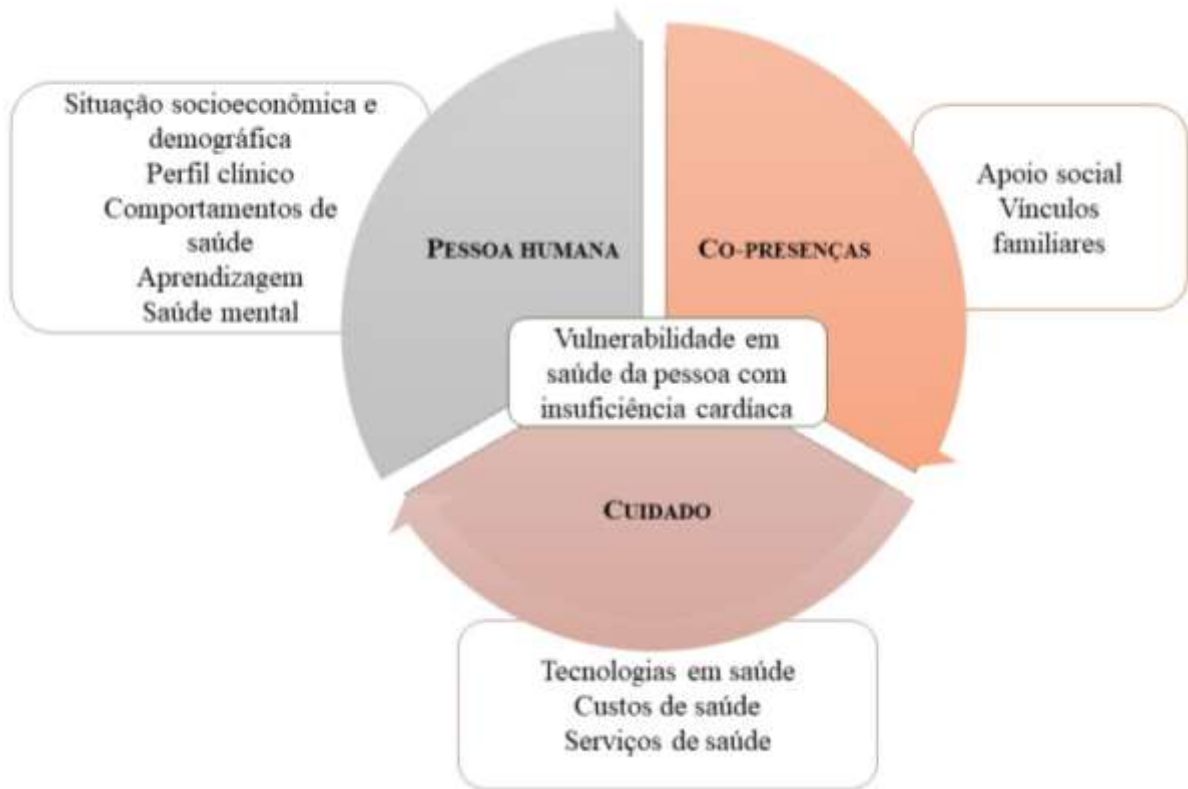 Situação socioeconômica e
demográfica
Perfil clínico
Comportamentos de
saúde
Aprendizagem
Saúde mental
PESSOA HUMANA
CO-PRESENÇAS
Apoio social
Vínculos
familiares
Vulnerabilidade em
saúde da pessoa com
insuficiência cardíaca
CUIDADO
Tecnologias em saúde
Custos de saúde
Serviços de saúde